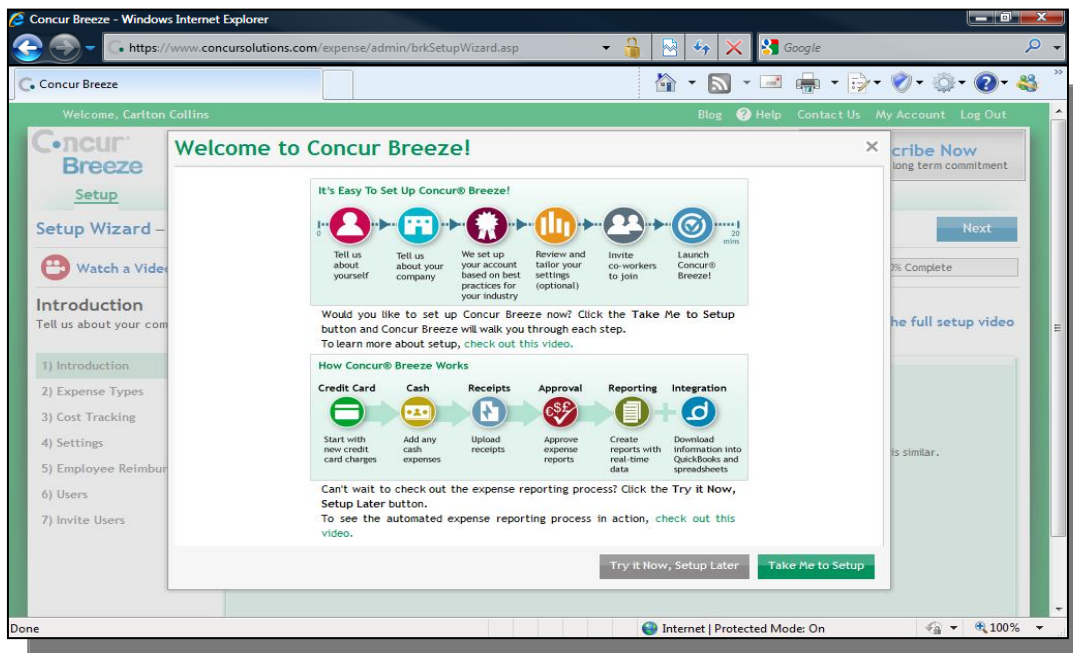 Concur Breeze - Windows Internet Explorer
https://www.concursolutions.com/expense/admin/brkSetupWizard.asp
Google
Concur Breeze
Welcome, Carlton Collins
Blog
Help
Contact Us
My Account
Log Out
Concur
Breeze
cribe Now
long term commitment
Setup
Setup Wizard –
Next
Watch a Vide
% Complete
Introduction
Tell us about your com
he full setup video
1) Introduction
2) Expense Types
3) Cost Tracking
4) Settings
5) Employee Reimbur
6) Users
7) Invite Users
is similar.
Welcome to Concur Breeze!
It's Easy To Set Up Concur® Breeze!
0
20
mins
Tell us
about
yourself
Tell us
about your
company
We set up
your account
based on best
practices for
your industry
Review and
tailor your
settings
(optional)
Invite
co-workers
to join
Launch
Concur®
Breeze!
Would you like to set up Concur Breeze now? Click the Take Me to Setup
button and Concur Breeze will walk you through each step.
To learn more about setup, check out this video.
How Concur® Breeze Works
Credit Card
Cash
Receipts
Approval
Reporting
Integration
€$£
Start with
new credit
card charges
Add any
cash
expenses
Upload
receipts
Approve
expense
reports
Create
reports with
real-time
data
Download
information into
QuickBooks and
spreadsheets
Can't wait to check out the expense reporting process? Click the Try it Now,
Setup Later button.
To see the automated expense reporting process in action, check out this
video.
Try it Now, Setup Later
Take Me to Setup
Done
Internet | Protected Mode: On
100%